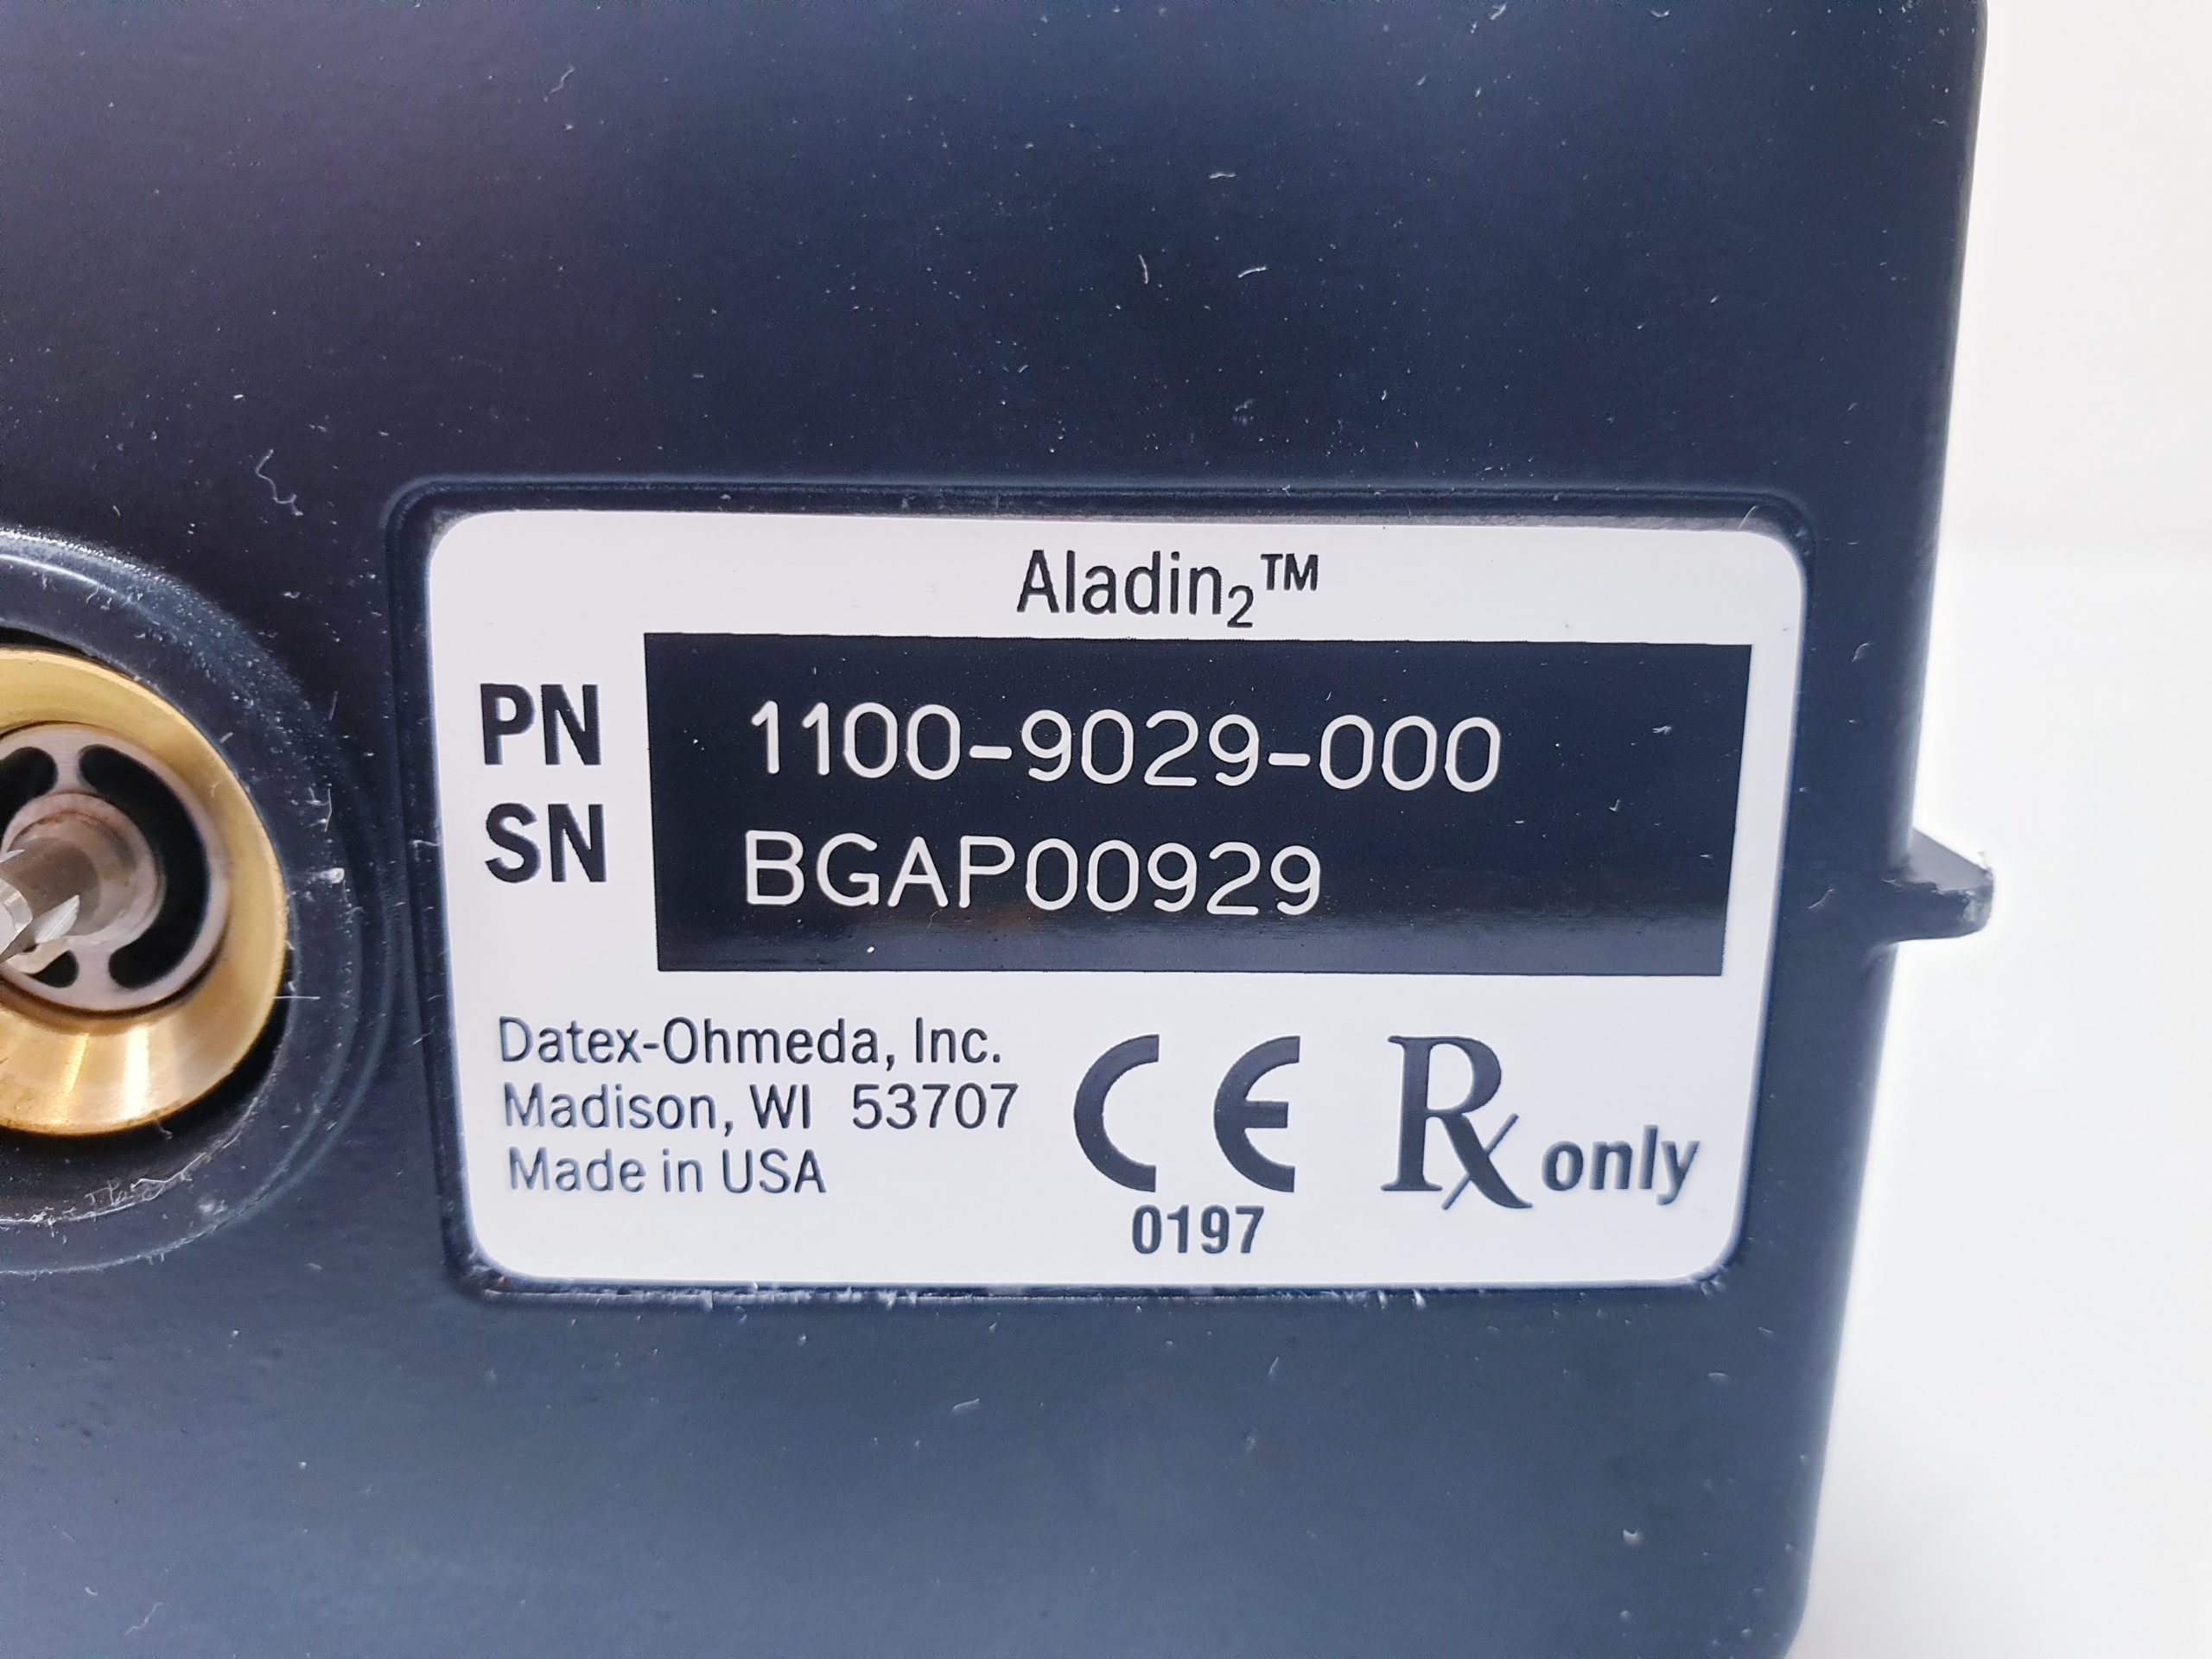 Aladin₂™
PN 1100-9029-000
SN BGAP00929
Datex-Ohmeda, Inc.
Madison, WI 53707
Made in USA
CE
0197
Rx only